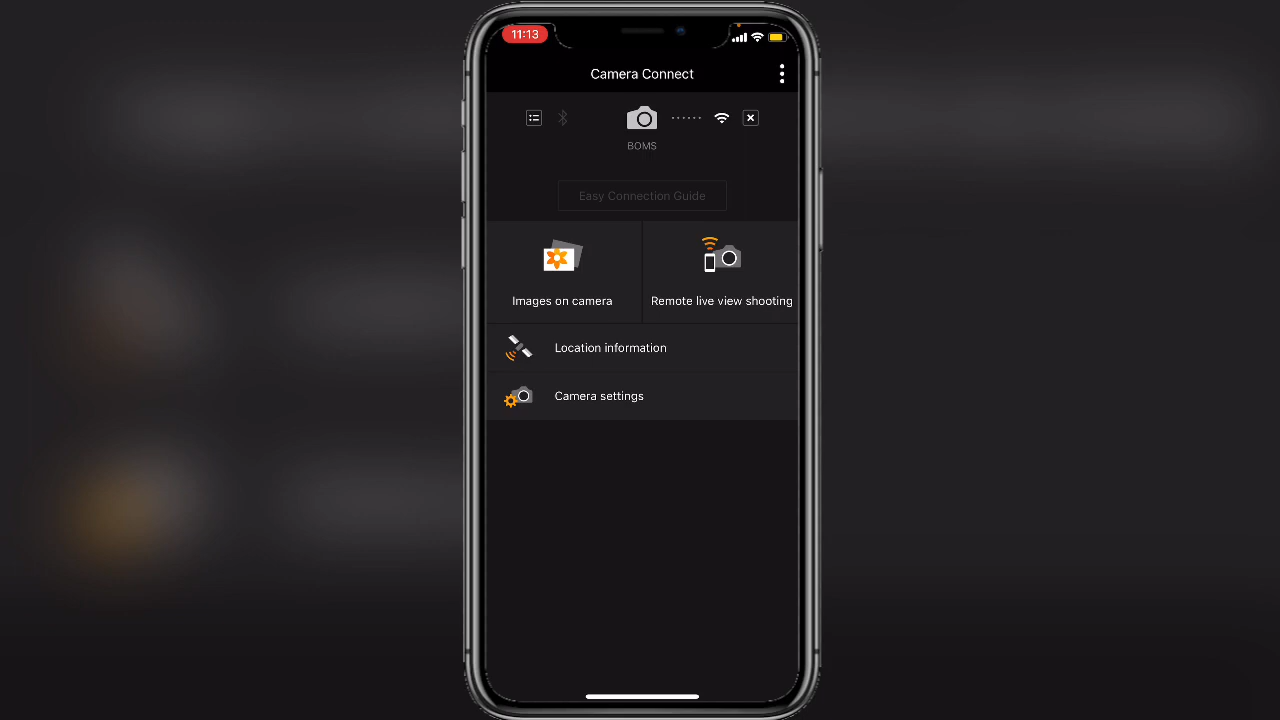 11:13
Camera Connect
BOMS
Easy Connection Guide
Images on camera
Remote live view shooting
Location information
Camera settings